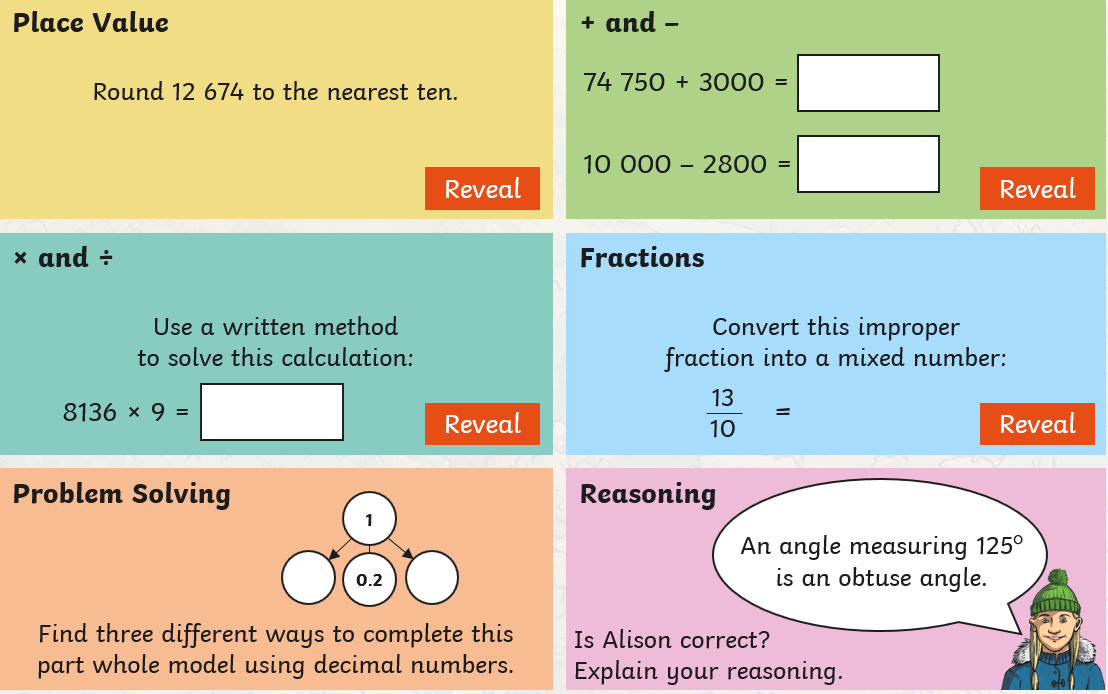 Place Value
Round 12 674 to the nearest ten.
Reveal
+ and –
74 750 + 3000 =
10 000 – 2800 =
Reveal
× and ÷
Use a written method
to solve this calculation:
8136 × 9 =
Reveal
Fractions
Convert this improper
fraction into a mixed number:
13
10
=
Reveal
Problem Solving
1
0.2
Find three different ways to complete this
part whole model using decimal numbers.
Reasoning
An angle measuring 125°
is an obtuse angle.
Is Alison correct?
Explain your reasoning.